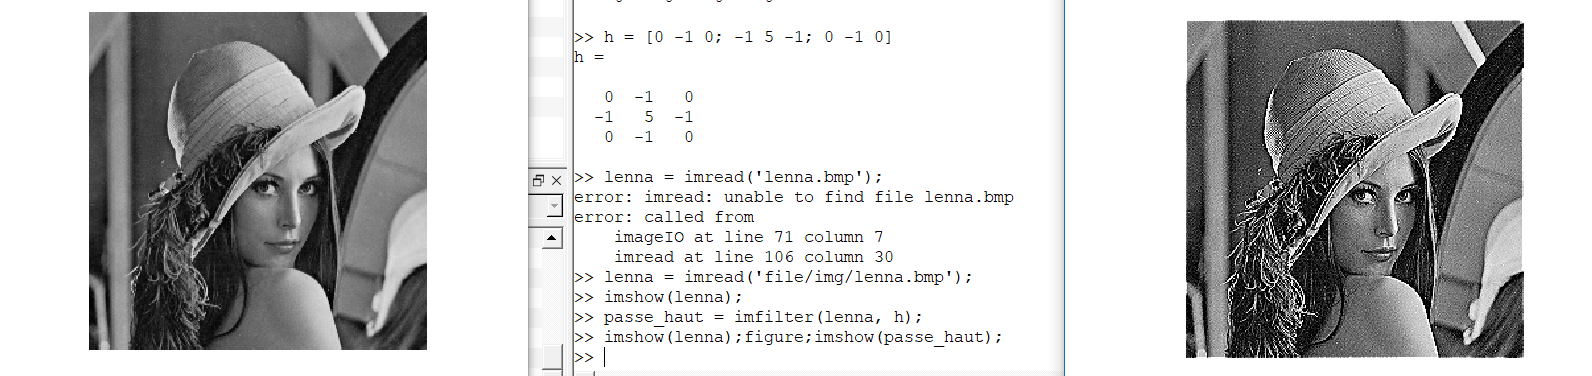 >> h = [0 -1 0; -1 5 -1; 0 -1 0]
h =
0 -1 0
-1 5 -1
0 -1 0
>> lenna = imread('lenna.bmp');
error: imread: unable to find file lenna.bmp
error: called from
imageIO at line 71 column 7
imread at line 106 column 30
>> lenna = imread('file/img/lenna.bmp');
>> imshow(lenna);
>> passe_haut = imfilter(lenna, h);
>> imshow(lenna);figure;imshow(passe_haut);
>>